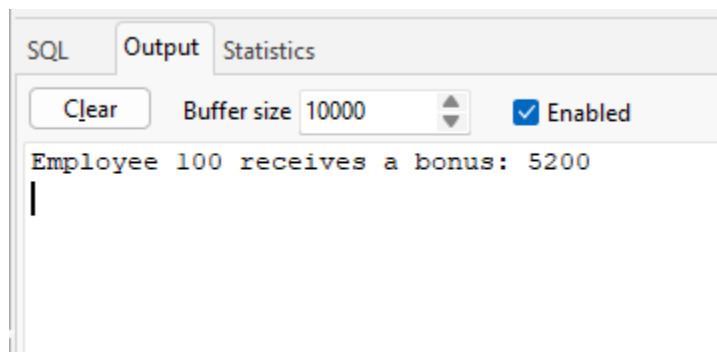 SQL Output Statistics
Clear Buffer size 10000 Enabled
Employee 100 receives a bonus: 5200